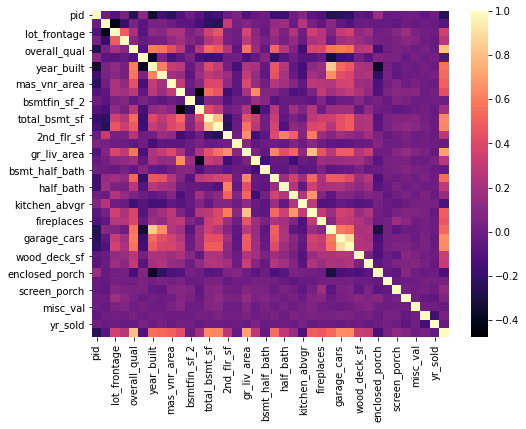 pid
lot_frontage
overall_qual
year_built
mas_vnr_area
bsmtfin_sf_2
total_bsmt_sf
2nd_flr_sf
gr_liv_area
bsmt_half_bath
half_bath
kitchen_abvgr
fireplaces
garage_cars
wood_deck_sf
enclosed_porch
screen_porch
misc_val
yr_sold
1.0
0.8
0.6
0.4
0.2
0.0
−0.2
−0.4
pid
lot_frontage
overall_qual
year_built
mas_vnr_area
bsmtfin_sf_2
total_bsmt_sf
2nd_flr_sf
gr_liv_area
bsmt_half_bath
half_bath
kitchen_abvgr
fireplaces
garage_cars
wood_deck_sf
enclosed_porch
screen_porch
misc_val
yr_sold